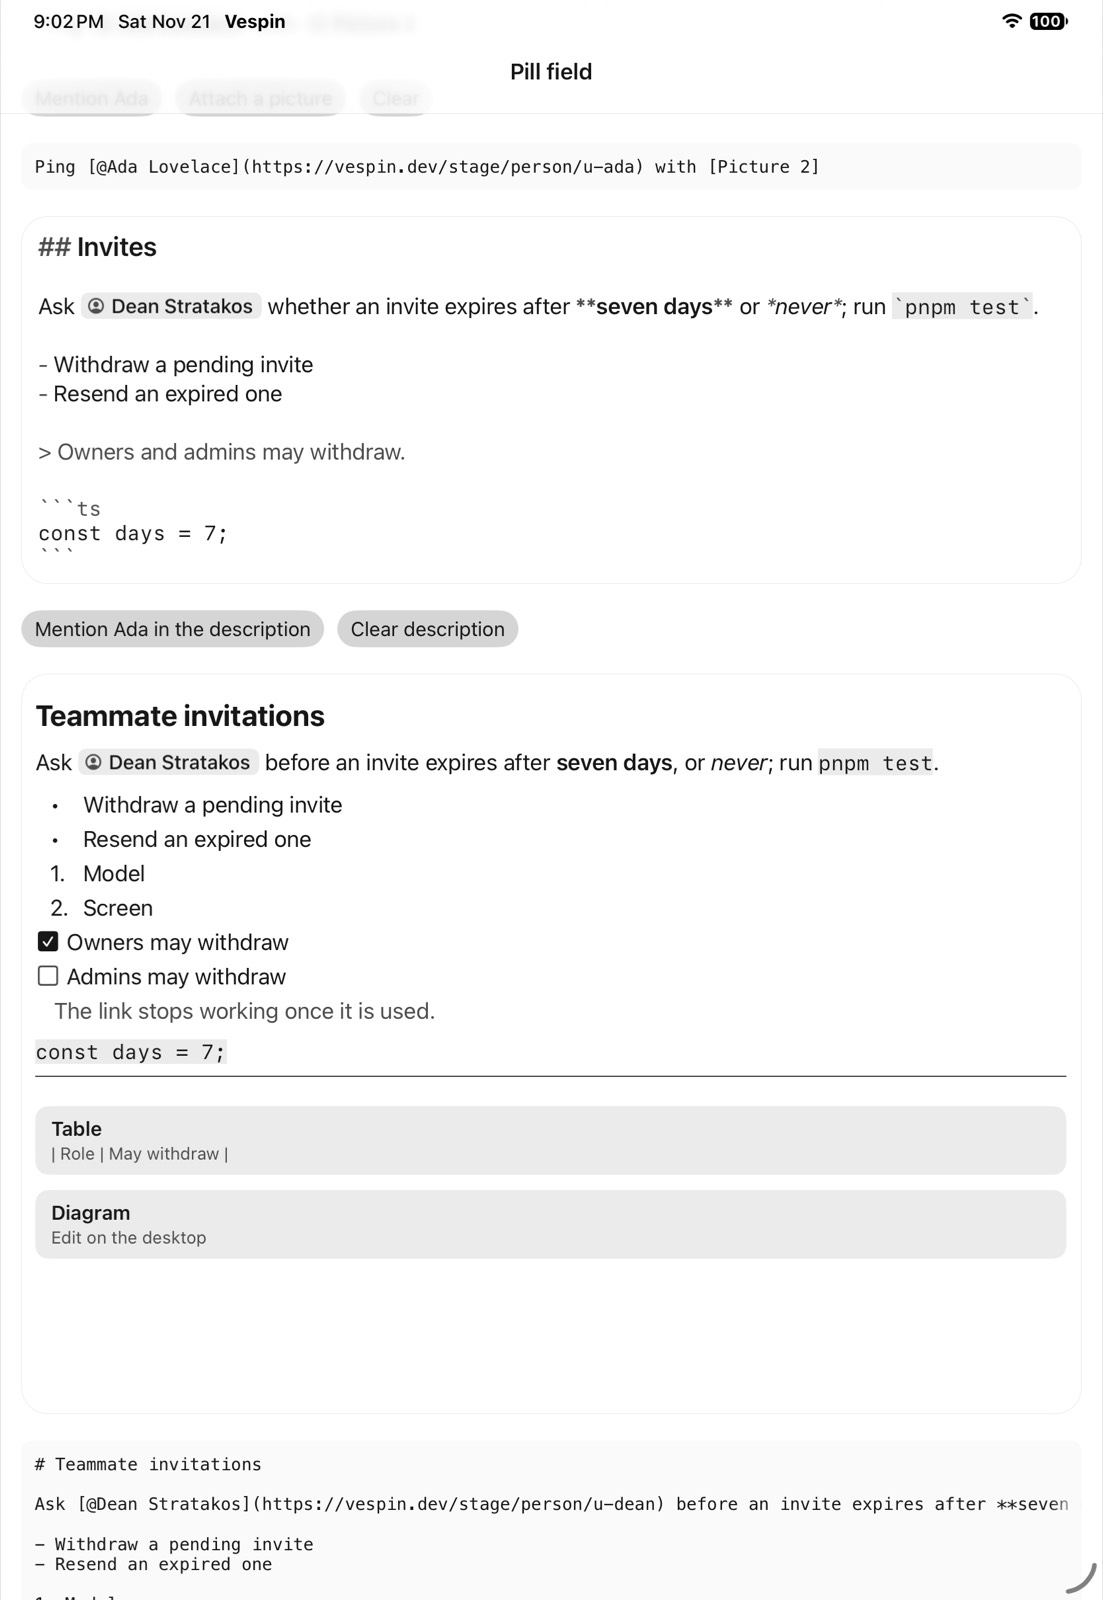 9:02 PM Sat Nov 21 Vespin
100
Pill field
Mention Ada Attach a picture Clear
Ping [@Ada Lovelace](https://vespin.dev/stage/person/u-ada) with [Picture 2]
## Invites
Ask Dean Stratakos whether an invite expires after **seven days** or *never*; run `pnpm test`.
- Withdraw a pending invite
- Resend an expired one
> Owners and admins may withdraw.
```ts
const days = 7;
```
Mention Ada in the description Clear description
Teammate invitations
Ask Dean Stratakos before an invite expires after seven days, or never; run pnpm test.
• Withdraw a pending invite
• Resend an expired one
1. Model
2. Screen
Owners may withdraw
Admins may withdraw
The link stops working once it is used.
const days = 7;
Table
| Role | May withdraw |
Diagram
Edit on the desktop
# Teammate invitations
Ask [@Dean Stratakos](https://vespin.dev/stage/person/u-dean) before an invite expires after **seven
- Withdraw a pending invite
- Resend an expired one